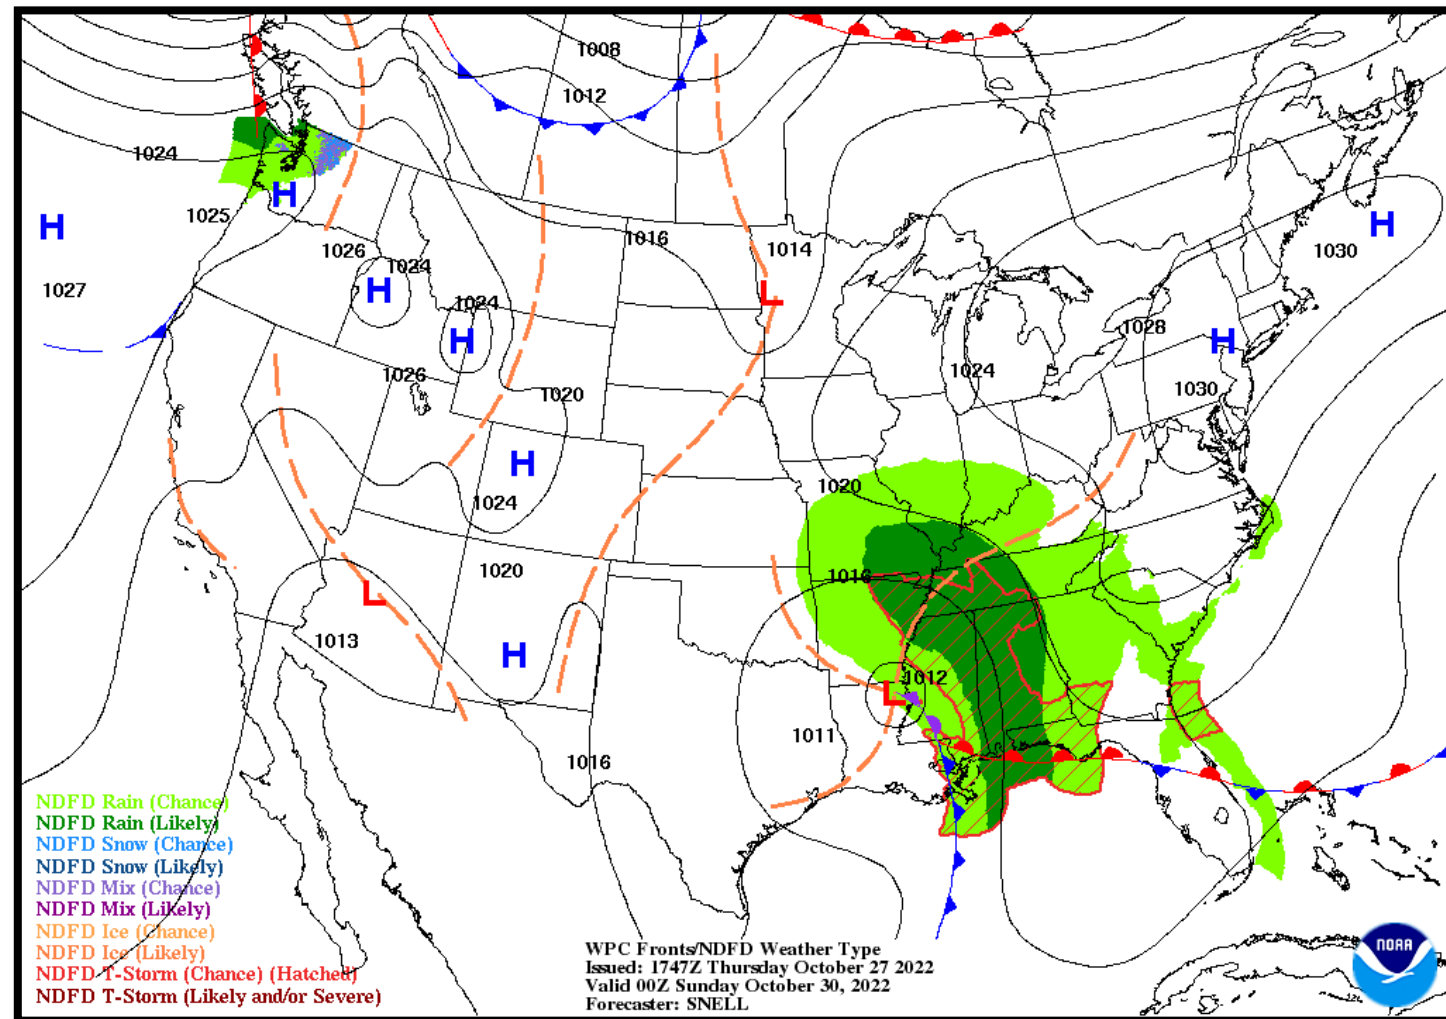 1008
1012
1024
H
H
1025
H
1026
1024
1016
1014
1030
H
1027
H
1024
L
1028
H
H
1026
1020
1024
1030
H
1024
1020
1020
1016
L
1013
H
1012
L
1011
1016
NDFD Rain (Chance)
NDFD Rain (Likely)
NDFD Snow (Chance)
NDFD Snow (Likely)
NDFD Mix (Chance)
NDFD Mix (Likely)
NDFD Ice (Chance)
NDFD Ice (Likely)
NDFD T-Storm (Chance) (Hatched)
NDFD T-Storm (Likely and/or Severe)
WPC Fronts/NDFD Weather Type
Issued: 1747Z Thursday October 27 2022
Valid 00Z Sunday October 30, 2022
Forecaster: SNELL
NOAA